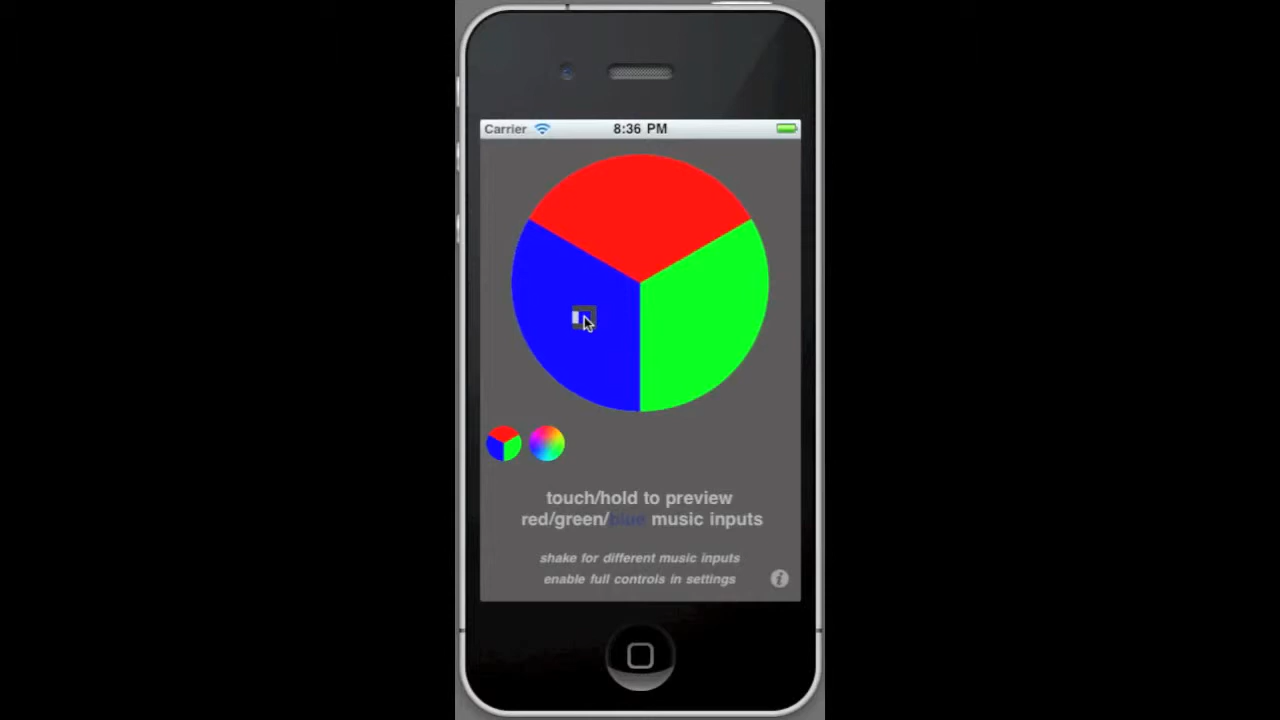 Carrier 8:36 PM
touch/hold to preview
red/green/blue music inputs
shake for different music inputs
enable full controls in settings
i